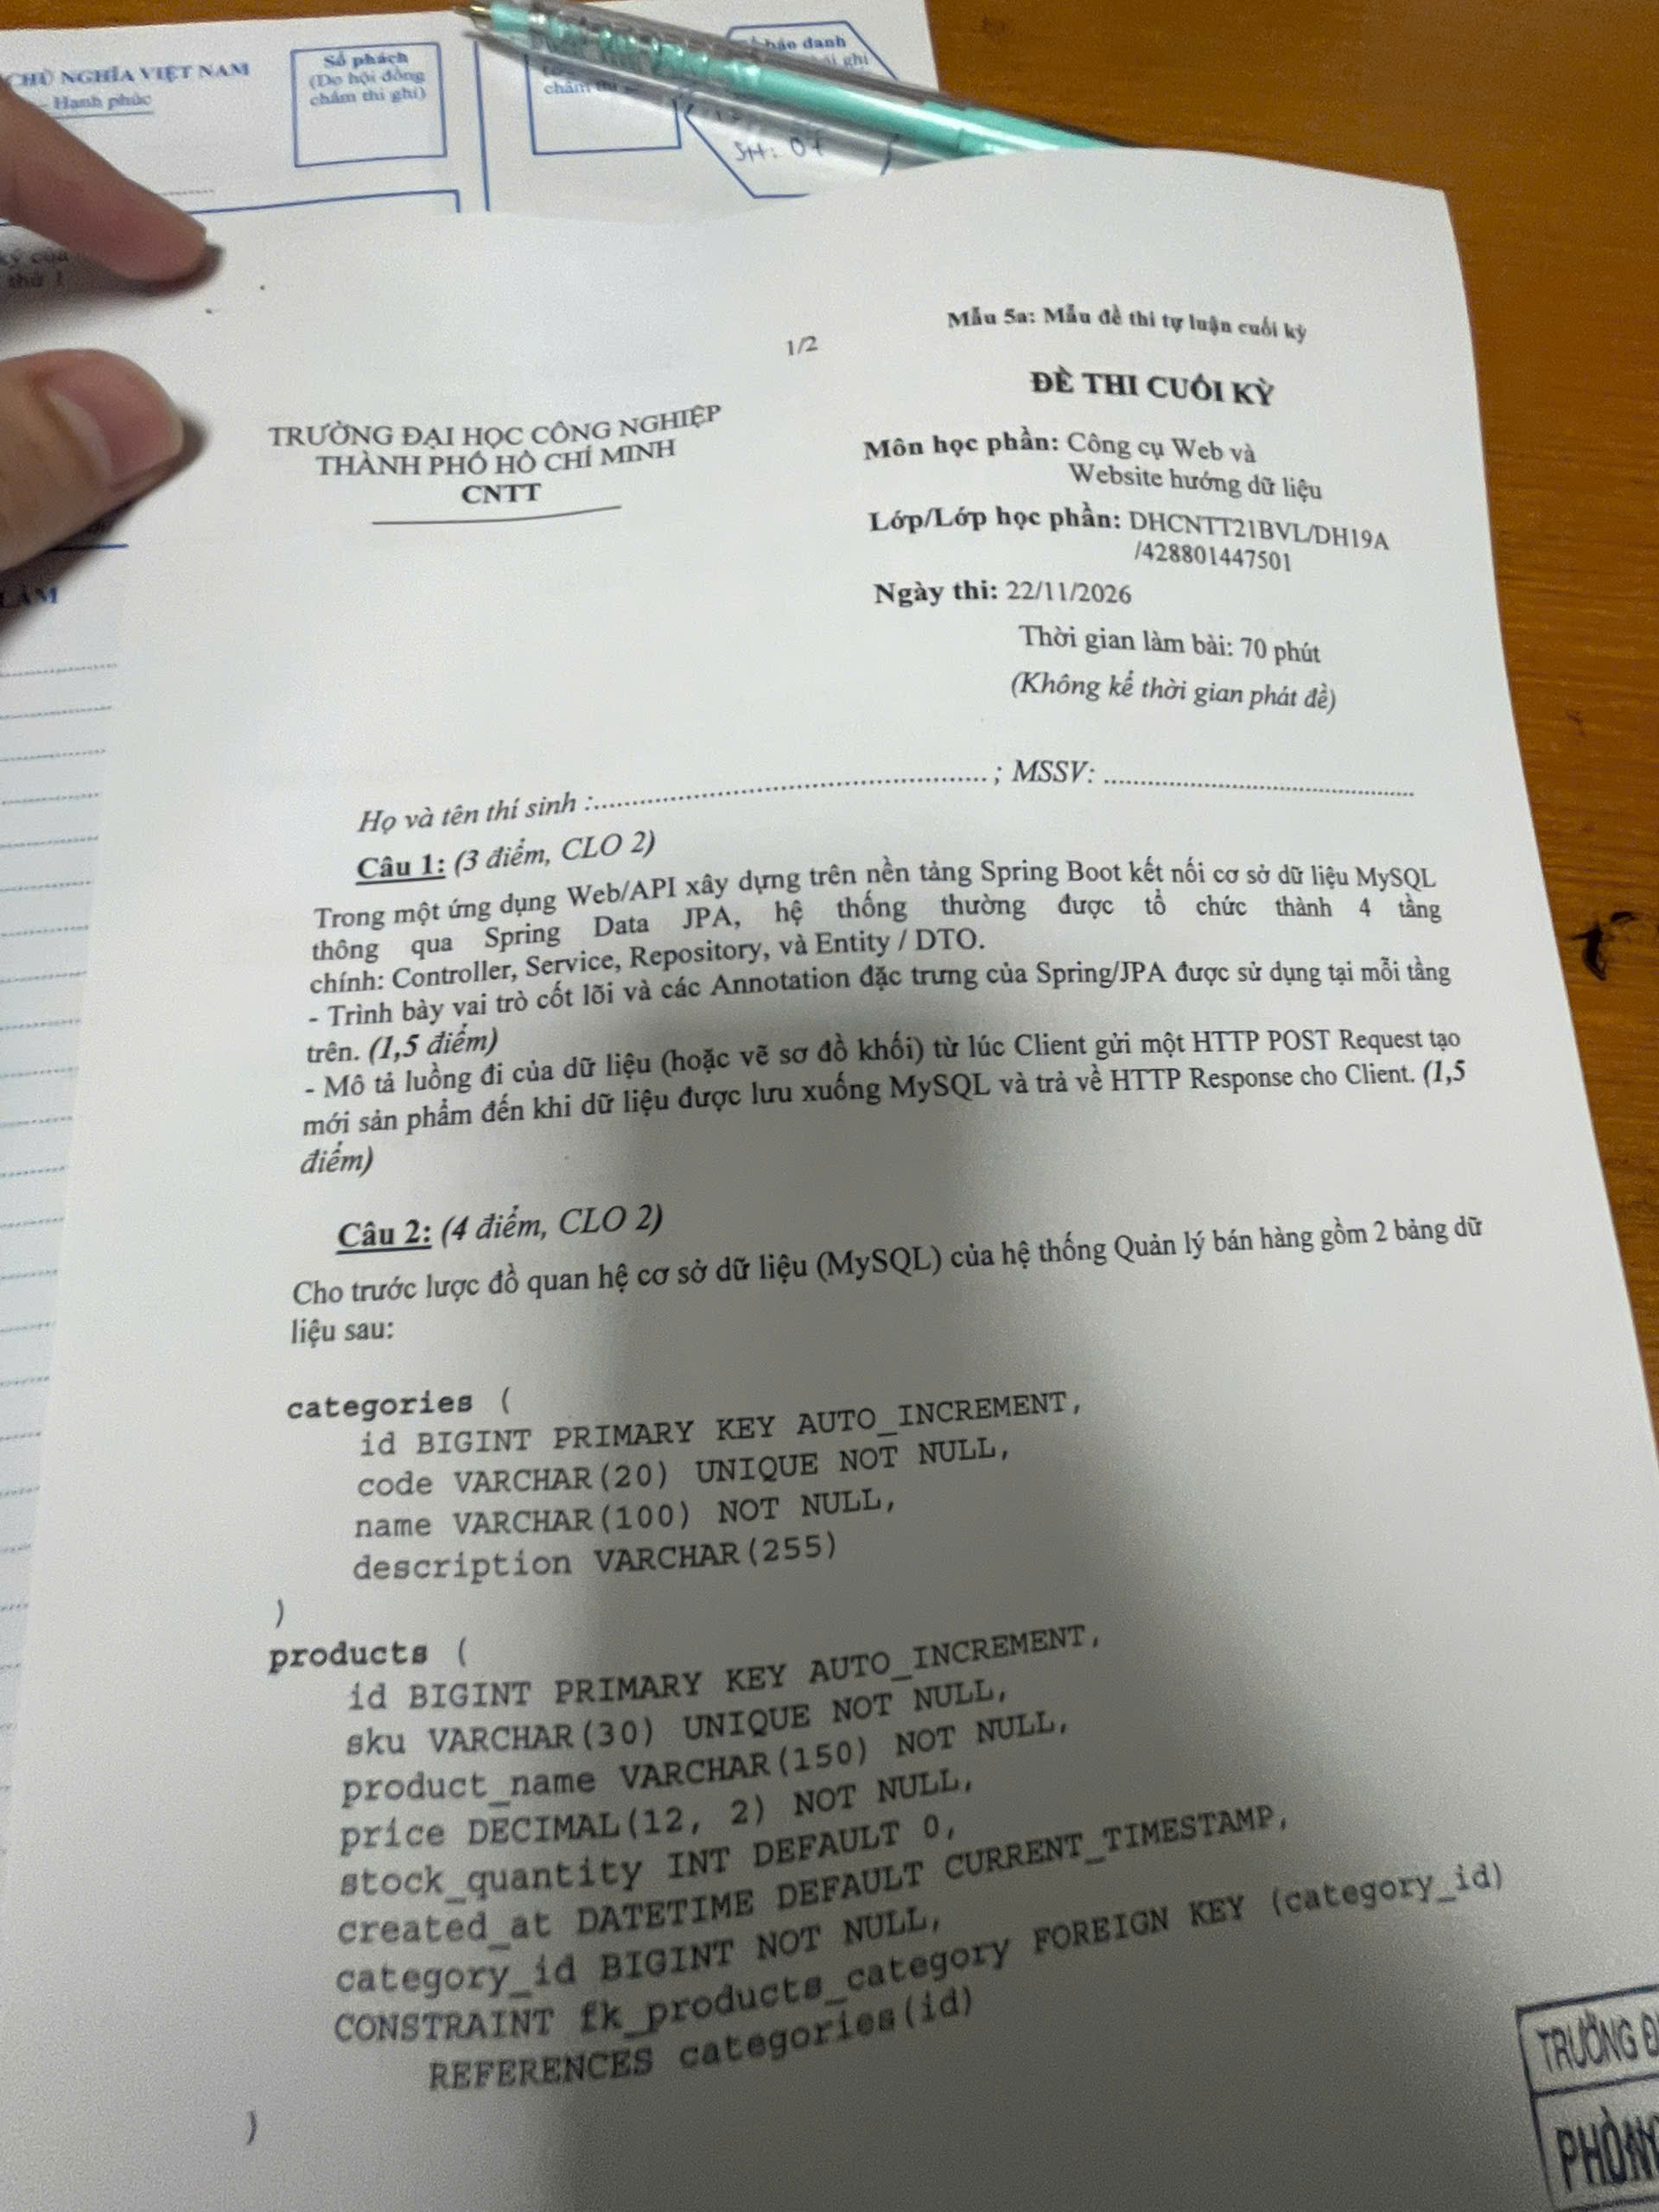 CHỦ NGHĨA VIỆT NAM
- Hạnh phúc
Số phách
(Do hội đồng
chấm thi ghi)
báo danh
ghi
chấm thi
SH: 07
ký của
thứ 1
LÀM
Mẫu 5a: Mẫu đề thi tự luận cuối kỳ
1/2
TRƯỜNG ĐẠI HỌC CÔNG NGHIỆP
THÀNH PHỐ HỒ CHÍ MINH
CNTT
ĐỀ THI CUỐI KỲ
Môn học phần: Công cụ Web và
Website hướng dữ liệu
Lớp/Lớp học phần: DHCNTT21BVL/DH19A
/428801447501
Ngày thi: 22/11/2026
Thời gian làm bài: 70 phút
(Không kể thời gian phát đề)
Họ và tên thí sinh :............................................; MSSV: ....................................
Câu 1: (3 điểm, CLO 2)
Trong một ứng dụng Web/API xây dựng trên nền tảng Spring Boot kết nối cơ sở dữ liệu MySQL
thông qua Spring Data JPA, hệ thống thường được tổ chức thành 4 tầng
chính: Controller, Service, Repository, và Entity / DTO.
- Trình bày vai trò cốt lõi và các Annotation đặc trưng của Spring/JPA được sử dụng tại mỗi tầng
trên. (1,5 điểm)
- Mô tả luồng đi của dữ liệu (hoặc vẽ sơ đồ khối) từ lúc Client gửi một HTTP POST Request tạo
mới sản phẩm đến khi dữ liệu được lưu xuống MySQL và trả về HTTP Response cho Client. (1,5
điểm)
Câu 2: (4 điểm, CLO 2)
Cho trước lược đồ quan hệ cơ sở dữ liệu (MySQL) của hệ thống Quản lý bán hàng gồm 2 bảng dữ
liệu sau:
categories (
id BIGINT PRIMARY KEY AUTO_INCREMENT,
code VARCHAR(20) UNIQUE NOT NULL,
name VARCHAR(100) NOT NULL,
description VARCHAR(255)
)
products (
id BIGINT PRIMARY KEY AUTO_INCREMENT,
sku VARCHAR(30) UNIQUE NOT NULL,
product_name VARCHAR(150) NOT NULL,
price DECIMAL(12, 2) NOT NULL,
stock_quantity INT DEFAULT 0,
created_at DATETIME DEFAULT CURRENT_TIMESTAMP,
category_id BIGINT NOT NULL,
CONSTRAINT fk_products_category FOREIGN KEY (category_id)
REFERENCES categories(id)
)
TRƯỜNG Đ
PHÒNG